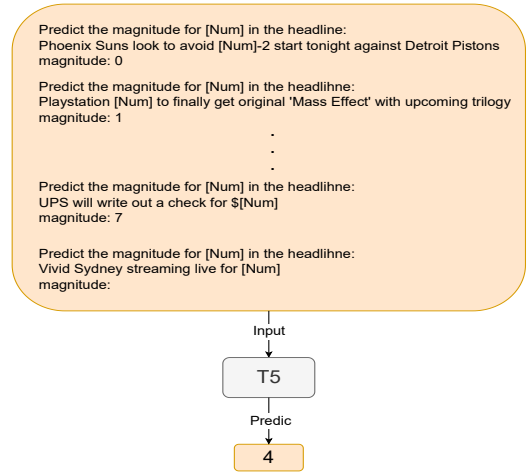 Predict the magnitude for [Num] in the headline:
Phoenix Suns look to avoid [Num]-2 start tonight against Detroit Pistons
magnitude: 0
Predict the magnitude for [Num] in the headlihne:
Playstation [Num] to finally get original 'Mass Effect' with upcoming trilogy
magnitude: 1
.
.
.
Predict the magnitude for [Num] in the headlihne:
UPS will write out a check for $[Num]
magnitude: 7
Predict the magnitude for [Num] in the headlihne:
Vivid Sydney streaming live for [Num]
magnitude:
Input
T5
Predic
4